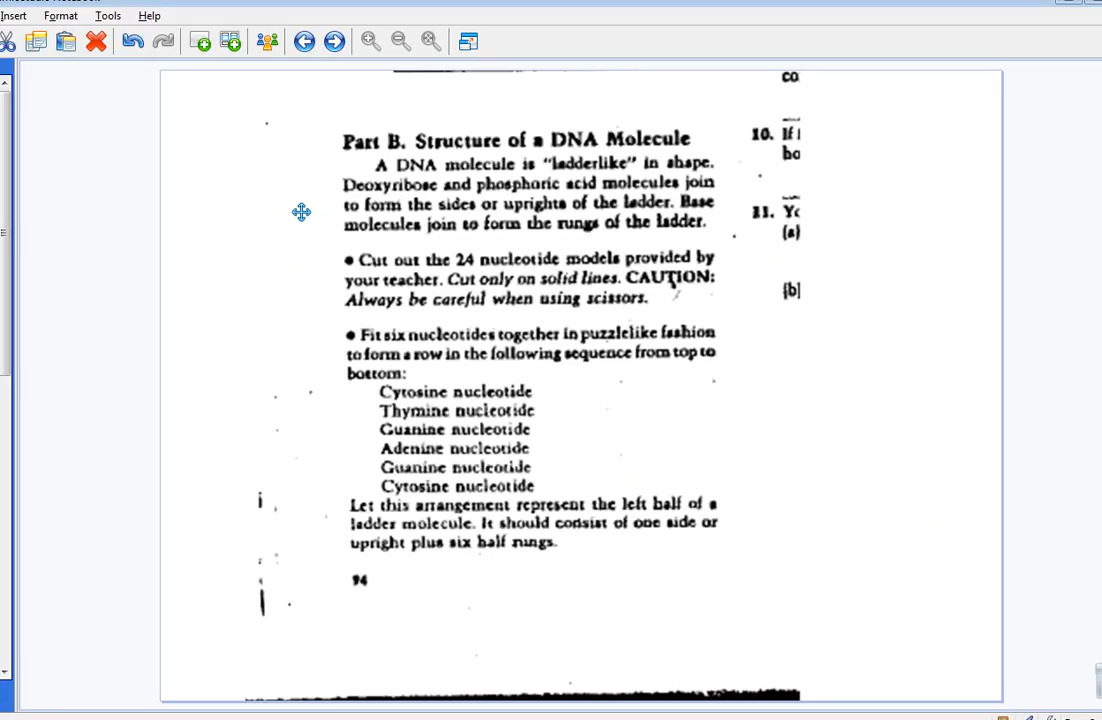 Insert Format Tools Help
co
Part B. Structure of a DNA Molecule
A DNA molecule is "ladderlike" in shape.
Deoxyribose and phosphoric acid molecules join
to form the sides or uprights of the ladder. Base
molecules join to form the rungs of the ladder.
• Cut out the 24 nucleotide models provided by
your teacher. Cut only on solid lines. CAUTION:
Always be careful when using scissors.
• Fit six nucleotides together in puzzlelike fashion
to form a row in the following sequence from top to
bottom:
Cytosine nucleotide
Thymine nucleotide
Guanine nucleotide
Adenine nucleotide
Guanine nucleotide
Cytosine nucleotide
Let this arrangement represent the left half of a
ladder molecule. It should consist of one side or
upright plus six half rungs.
94
10. If
bo
11.
(a)
(b)